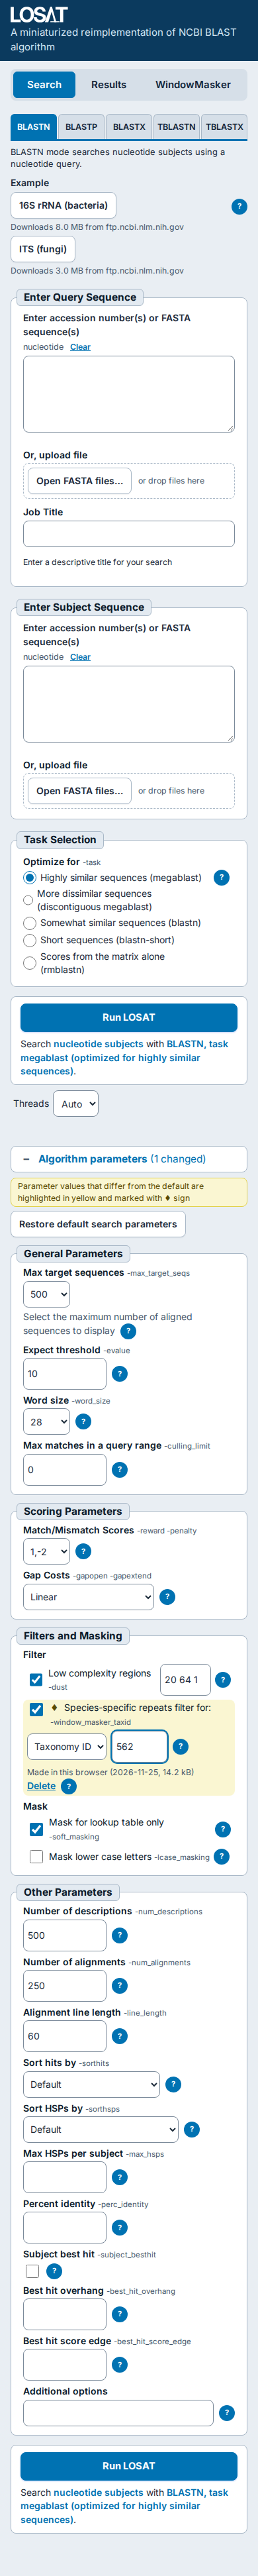 LOSAT
A miniaturized reimplementation of NCBI BLAST
algorithm
Search Results WindowMasker
BLASTN BLASTP BLASTX TBLASTN TBLASTX
BLASTN mode searches nucleotide subjects using a
nucleotide query.
Example
16S rRNA (bacteria) ?
Downloads 8.0 MB from ftp.ncbi.nlm.nih.gov
ITS (fungi)
Downloads 3.0 MB from ftp.ncbi.nlm.nih.gov
Enter Query Sequence
Enter accession number(s) or FASTA
sequence(s)
nucleotide Clear
Or, upload file
Open FASTA files... or drop files here
Job Title
Enter a descriptive title for your search
Enter Subject Sequence
Enter accession number(s) or FASTA
sequence(s)
nucleotide Clear
Or, upload file
Open FASTA files... or drop files here
Task Selection
Optimize for -task
Highly similar sequences (megablast) ?
More dissimilar sequences
(discontiguous megablast)
Somewhat similar sequences (blastn)
Short sequences (blastn-short)
Scores from the matrix alone
(rmblastn)
Run LOSAT
Search nucleotide subjects with BLASTN, task
megablast (optimized for highly similar
sequences).
Threads Auto
− Algorithm parameters (1 changed)
Parameter values that differ from the default are
highlighted in yellow and marked with ♦ sign
Restore default search parameters
General Parameters
Max target sequences -max_target_seqs
500
Select the maximum number of aligned
sequences to display ?
Expect threshold -evalue
10 ?
Word size -word_size
28 ?
Max matches in a query range -culling_limit
0 ?
Scoring Parameters
Match/Mismatch Scores -reward -penalty
1,-2 ?
Gap Costs -gapopen -gapextend
Linear ?
Filters and Masking
Filter
Low complexity regions 20 64 1 ?
-dust
♦ Species-specific repeats filter for:
-window_masker_taxid
Taxonomy ID 562 ?
Made in this browser (2026-11-25, 14.2 kB)
Delete ?
Mask
Mask for lookup table only ?
-soft_masking
Mask lower case letters -lcase_masking ?
Other Parameters
Number of descriptions -num_descriptions
500 ?
Number of alignments -num_alignments
250 ?
Alignment line length -line_length
60 ?
Sort hits by -sorthits
Default ?
Sort HSPs by -sorthsps
Default ?
Max HSPs per subject -max_hsps
?
Percent identity -perc_identity
?
Subject best hit -subject_besthit
?
Best hit overhang -best_hit_overhang
?
Best hit score edge -best_hit_score_edge
?
Additional options
?
Run LOSAT
Search nucleotide subjects with BLASTN, task
megablast (optimized for highly similar
sequences).